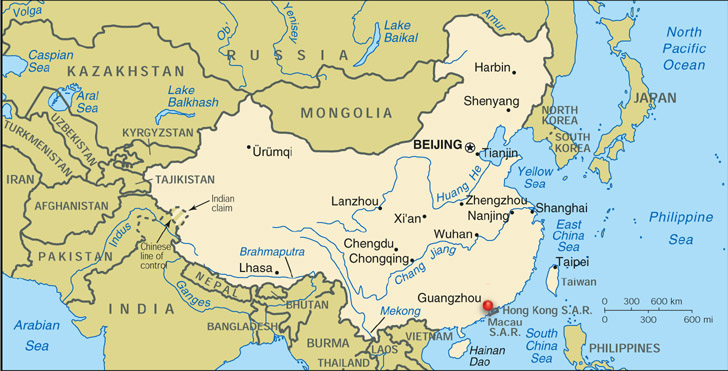 Volga
Ob'
Yenisey
Lake
Baikal
Amur
North
Pacific
Ocean
RUSSIA
Caspian
Sea
KAZAKHSTAN
Aral
Sea
Lake
Balkhash
Harbin
Shenyang
MONGOLIA
JAPAN
NORTH
KOREA
SOUTH
KOREA
UZBEKISTAN
TURKMENISTAN
KYRGYZSTAN
TAJIKISTAN
Ürümqi
BEIJING
Tianjin
Yellow
Sea
Huang He
IRAN
AFGHANISTAN
Indian
claim
Lanzhou
Xi'an
Zhengzhou
Nanjing
Shanghai
Philippine
Sea
Indus
Chinese
line of
control
PAKISTAN
Brahmaputra
Lhasa
Chengdu
Chongqing
Wuhan
Chang Jiang
East
China
Sea
Taipei
Taiwan
NEPAL
BHUTAN
INDIA
Ganges
BANGLADESH
Mekong
Guangzhou
Hong Kong S.A.R.
Macau
S.A.R.
0 300 600 km
0 300 600 mi
Arabian
Sea
BURMA
LAOS
VIETNAM
THAILAND
Hainan
Dao
South
China
Sea
PHILIPPINES